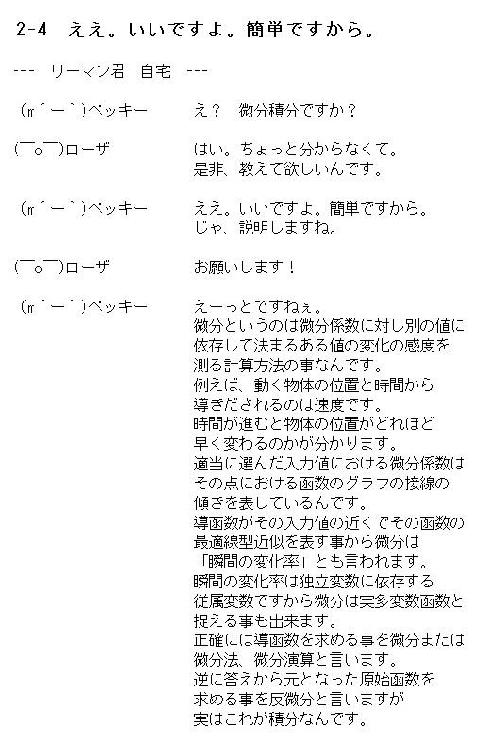 2-4　ええ。いいですよ。簡単ですから。
---　リーマン君　自宅　---
(m´ー`)ペッキー　え？　微分積分ですか？
(￣o￣)ローザ　はい。ちょっと分からなくて。
是非、教えて欲しいんです。
(m´ー`)ペッキー　ええ。いいですよ。簡単ですから。
じゃ、説明しますね。
(￣o￣)ローザ　お願いします！
(m´ー`)ペッキー　えーっとですねぇ。
微分というのは微分係数に対し別の値に
依存して決まるある値の変化の感度を
測る計算方法の事なんです。
例えば、動く物体の位置と時間から
導きだされるのは速度です。
時間が進むと物体の位置がどれほど
早く変わるのかが分かります。
適当に選んだ入力値における微分係数は
その点における函数のグラフの接線の
傾きを表しているんです。
導函数がその入力値の近くでその函数の
最適線型近似を表す事から微分は
「瞬間の変化率」とも言われます。
瞬間の変化率は独立変数に依存する
従属変数ですから微分は実多変数函数と
捉える事も出来ます。
正確にには導函数を求める事を微分または
微分法、微分演算と言います。
逆に答えから元となった原始函数を
求める事を反微分と言いますが
実はこれが積分なんです。